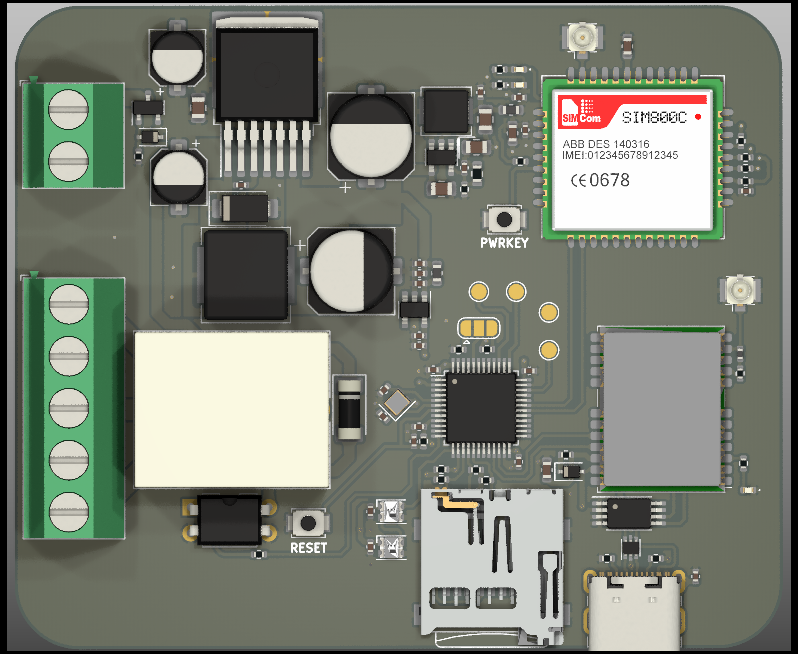 SIMCom
SIM800C
ABB DES 140316
IMEI:012345678912345
CE0678
PWRKEY
RESET